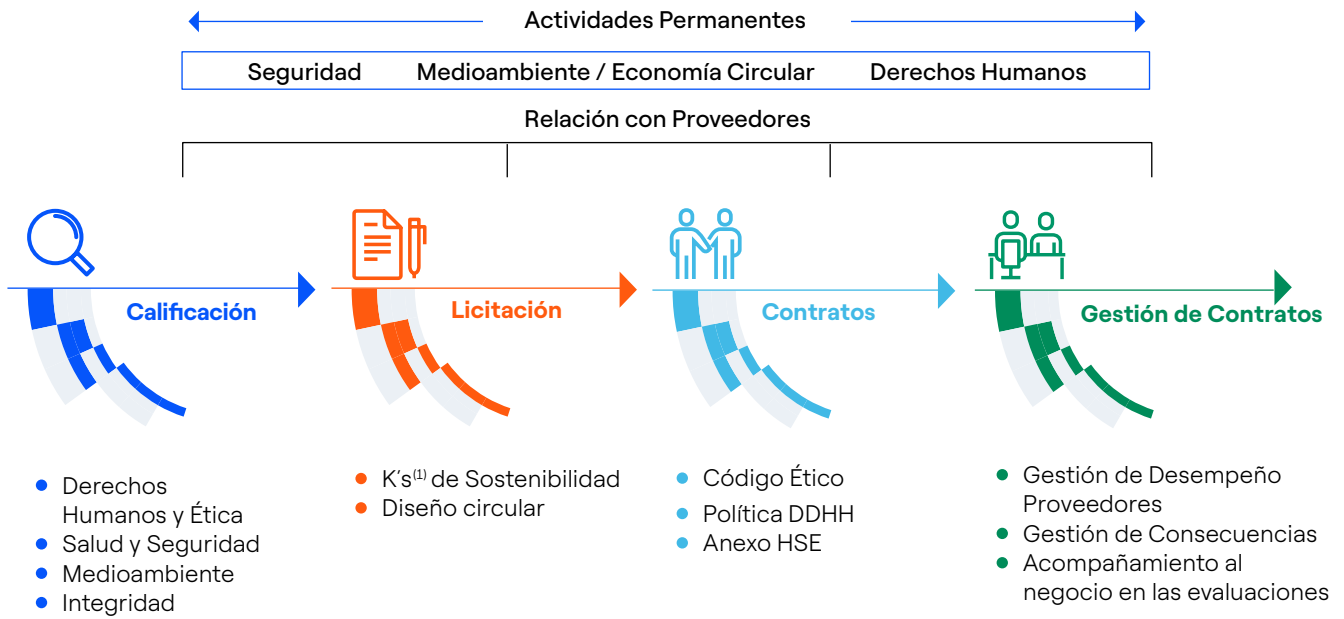 Actividades Permanentes
Seguridad Medioambiente / Economía Circular Derechos Humanos
Relación con Proveedores
Calificación
Licitación
Contratos
Gestión de Contratos
• Derechos
Humanos y Ética
• Salud y Seguridad
• Medioambiente
• Integridad
• K's(1) de Sostenibilidad
• Diseño circular
• Código Ético
• Política DDHH
• Anexo HSE
• Gestión de Desempeño
Proveedores
• Gestión de Consecuencias
• Acompañamiento al
negocio en las evaluaciones